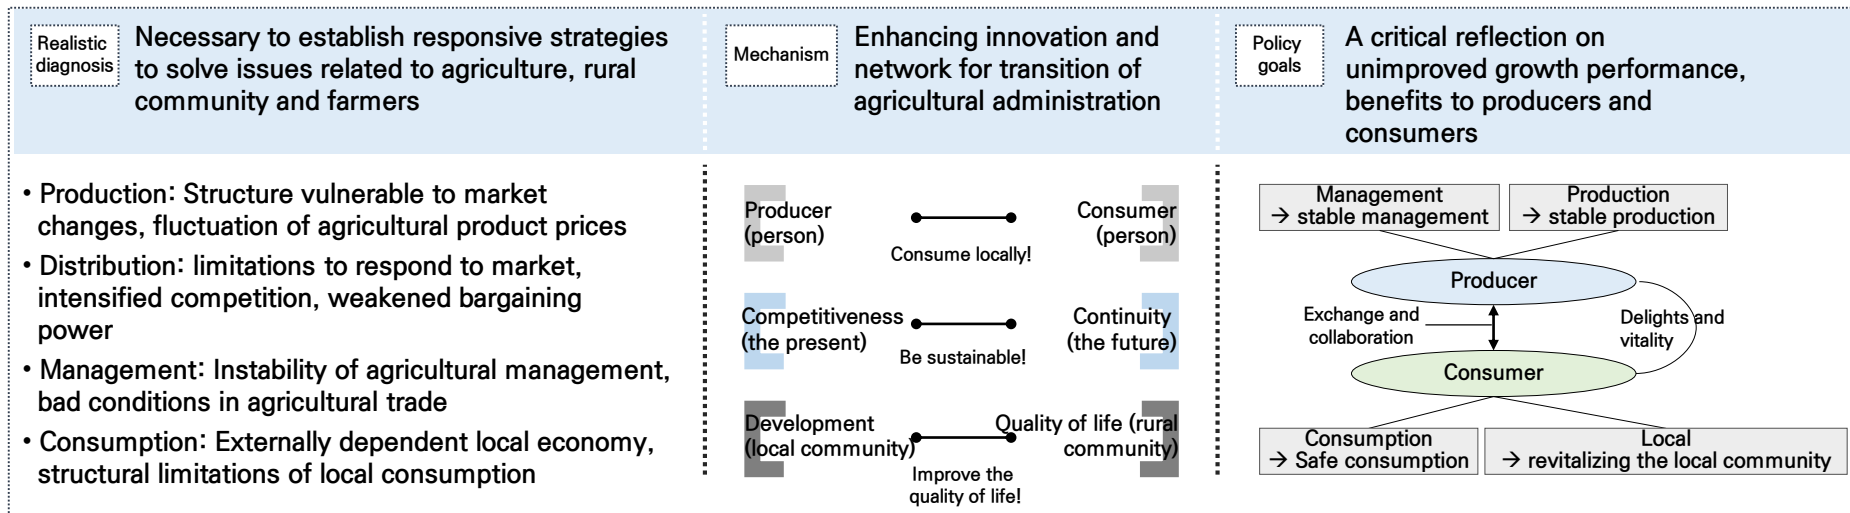 Realistic
diagnosis
Necessary to establish responsive strategies
to solve issues related to agriculture, rural
community and farmers
Mechanism
Enhancing innovation and
network for transition of
agricultural administration
Policy
goals
A critical reflection on
unimproved growth performance,
benefits to producers and
consumers
• Production: Structure vulnerable to market
changes, fluctuation of agricultural product prices
• Distribution: limitations to respond to market,
intensified competition, weakened bargaining
power
• Management: Instability of agricultural management,
bad conditions in agricultural trade
• Consumption: Externally dependent local economy,
structural limitations of local consumption
Producer
(person)
Consumer
(person)
Consume locally!
Competitiveness
(the present)
Continuity
(the future)
Be sustainable!
Development
(local community)
Quality of life (rural
community)
Improve the
quality of life!
Management
→ stable management
Production
→ stable production
Producer
Exchange and
collaboration
Delights and
vitality
Consumer
Consumption
→ Safe consumption
Local
→ revitalizing the local community